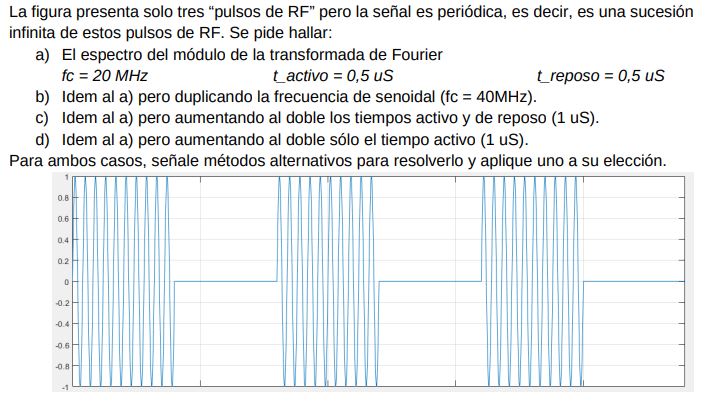 La figura presenta solo tres “pulsos de RF” pero la señal es periódica, es decir, es una sucesión
infinita de estos pulsos de RF. Se pide hallar:
a) El espectro del módulo de la transformada de Fourier
fc = 20 MHz t_activo = 0,5 uS t_reposo = 0,5 uS
b) Idem al a) pero duplicando la frecuencia de senoidal (fc = 40MHz).
c) Idem al a) pero aumentando al doble los tiempos activo y de reposo (1 uS).
d) Idem al a) pero aumentando al doble sólo el tiempo activo (1 uS).
Para ambos casos, señale métodos alternativos para resolverlo y aplique uno a su elección.
1
0.8
0.6
0.4
0.2
0
-0.2
-0.4
-0.6
-0.8
-1